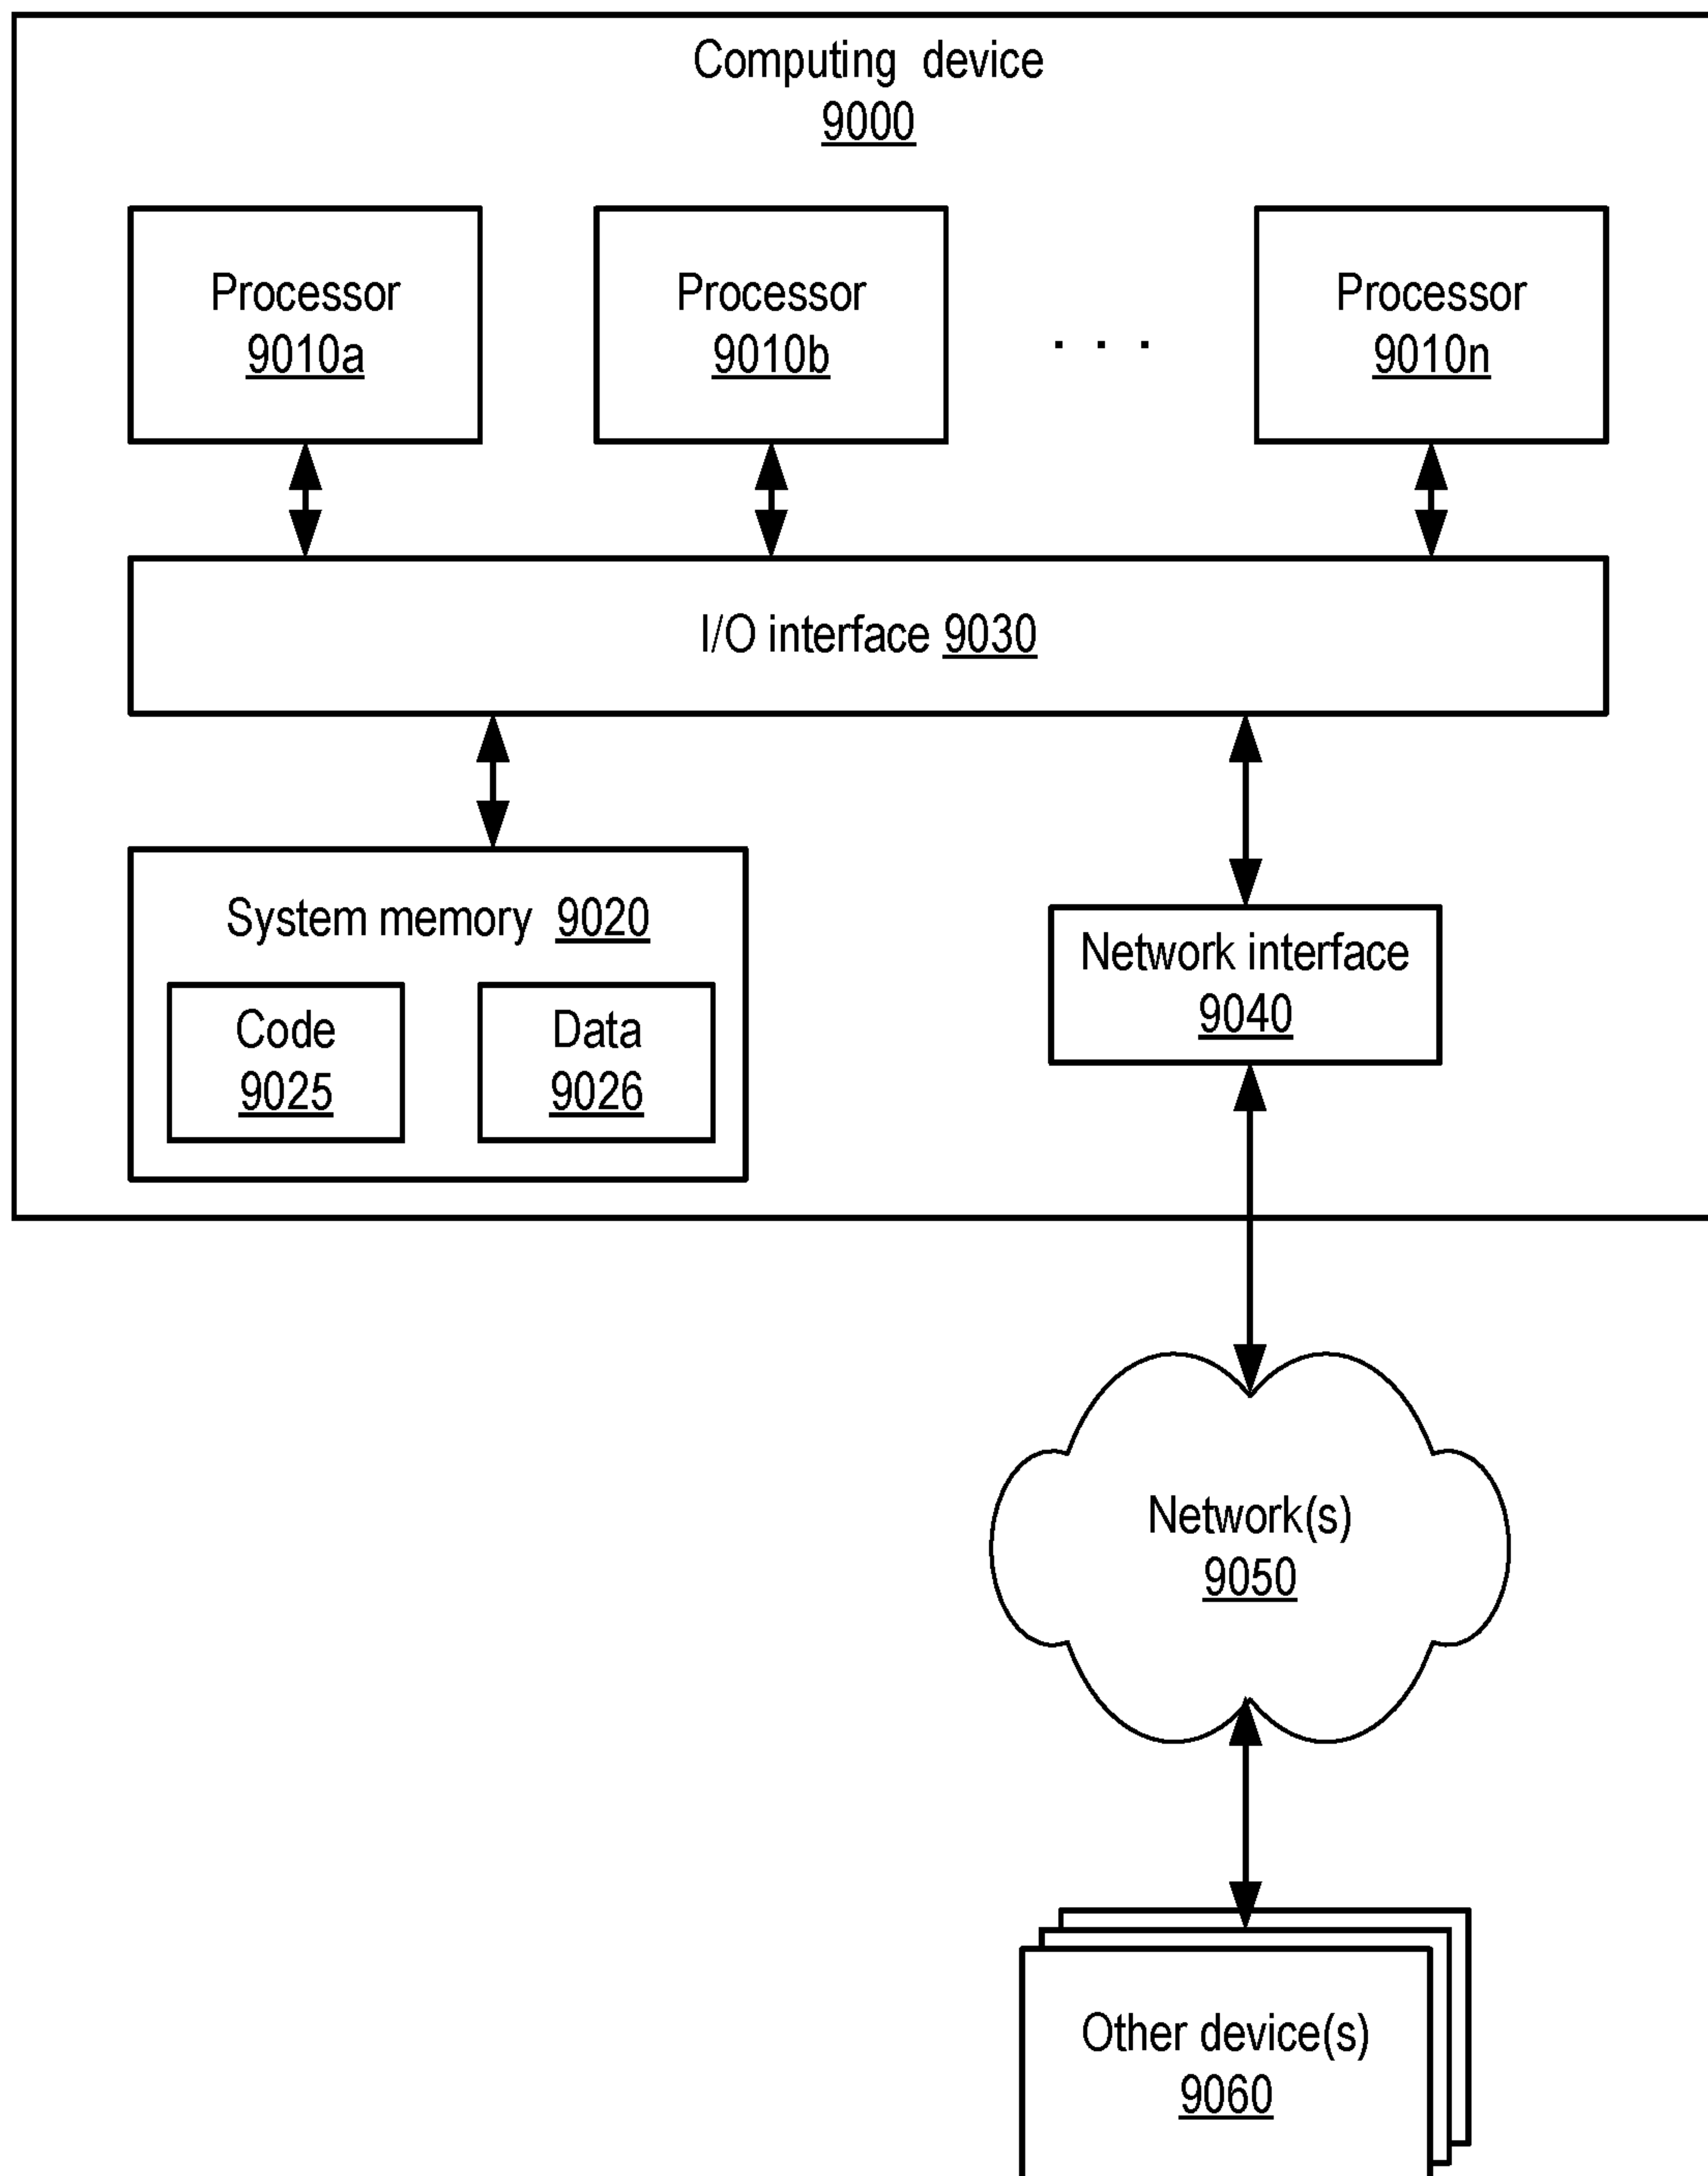 Computing device
9000
Processor
9010a
Processor
9010b
. . .
Processor
9010n
I/O interface 9030
System memory 9020
Code
9025
Data
9026
Network interface
9040
Network(s)
9050
Other device(s)
9060